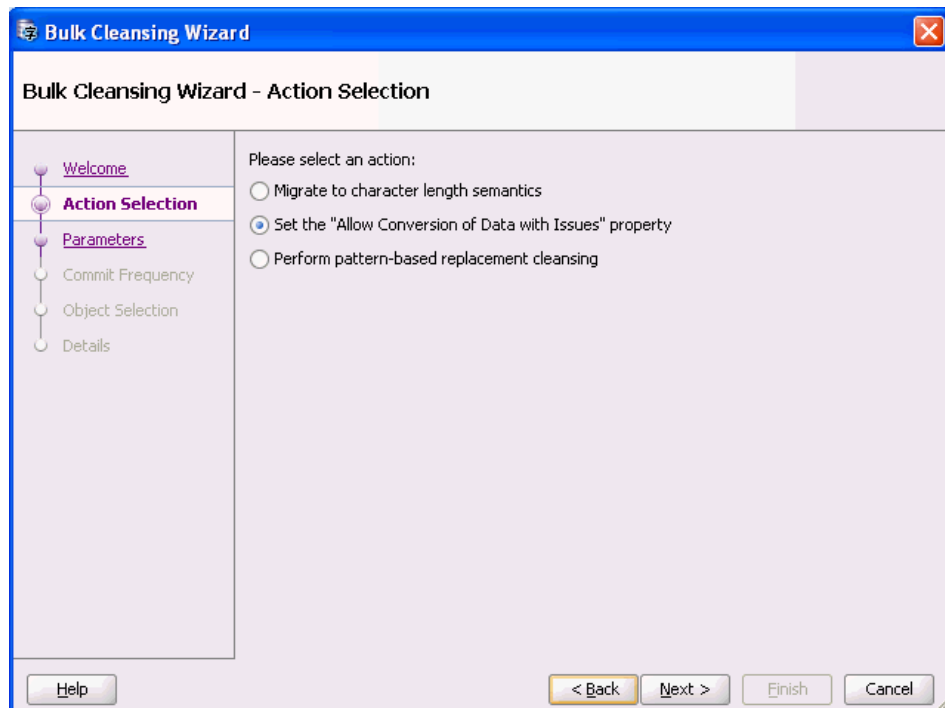 Bulk Cleansing Wizard
Bulk Cleansing Wizard - Action Selection
Welcome
Action Selection
Parameters
Commit Frequency
Object Selection
Details
Please select an action:
Migrate to character length semantics
Set the "Allow Conversion of Data with Issues" property
Perform pattern-based replacement cleansing
Help
< Back
Next >
Finish
Cancel